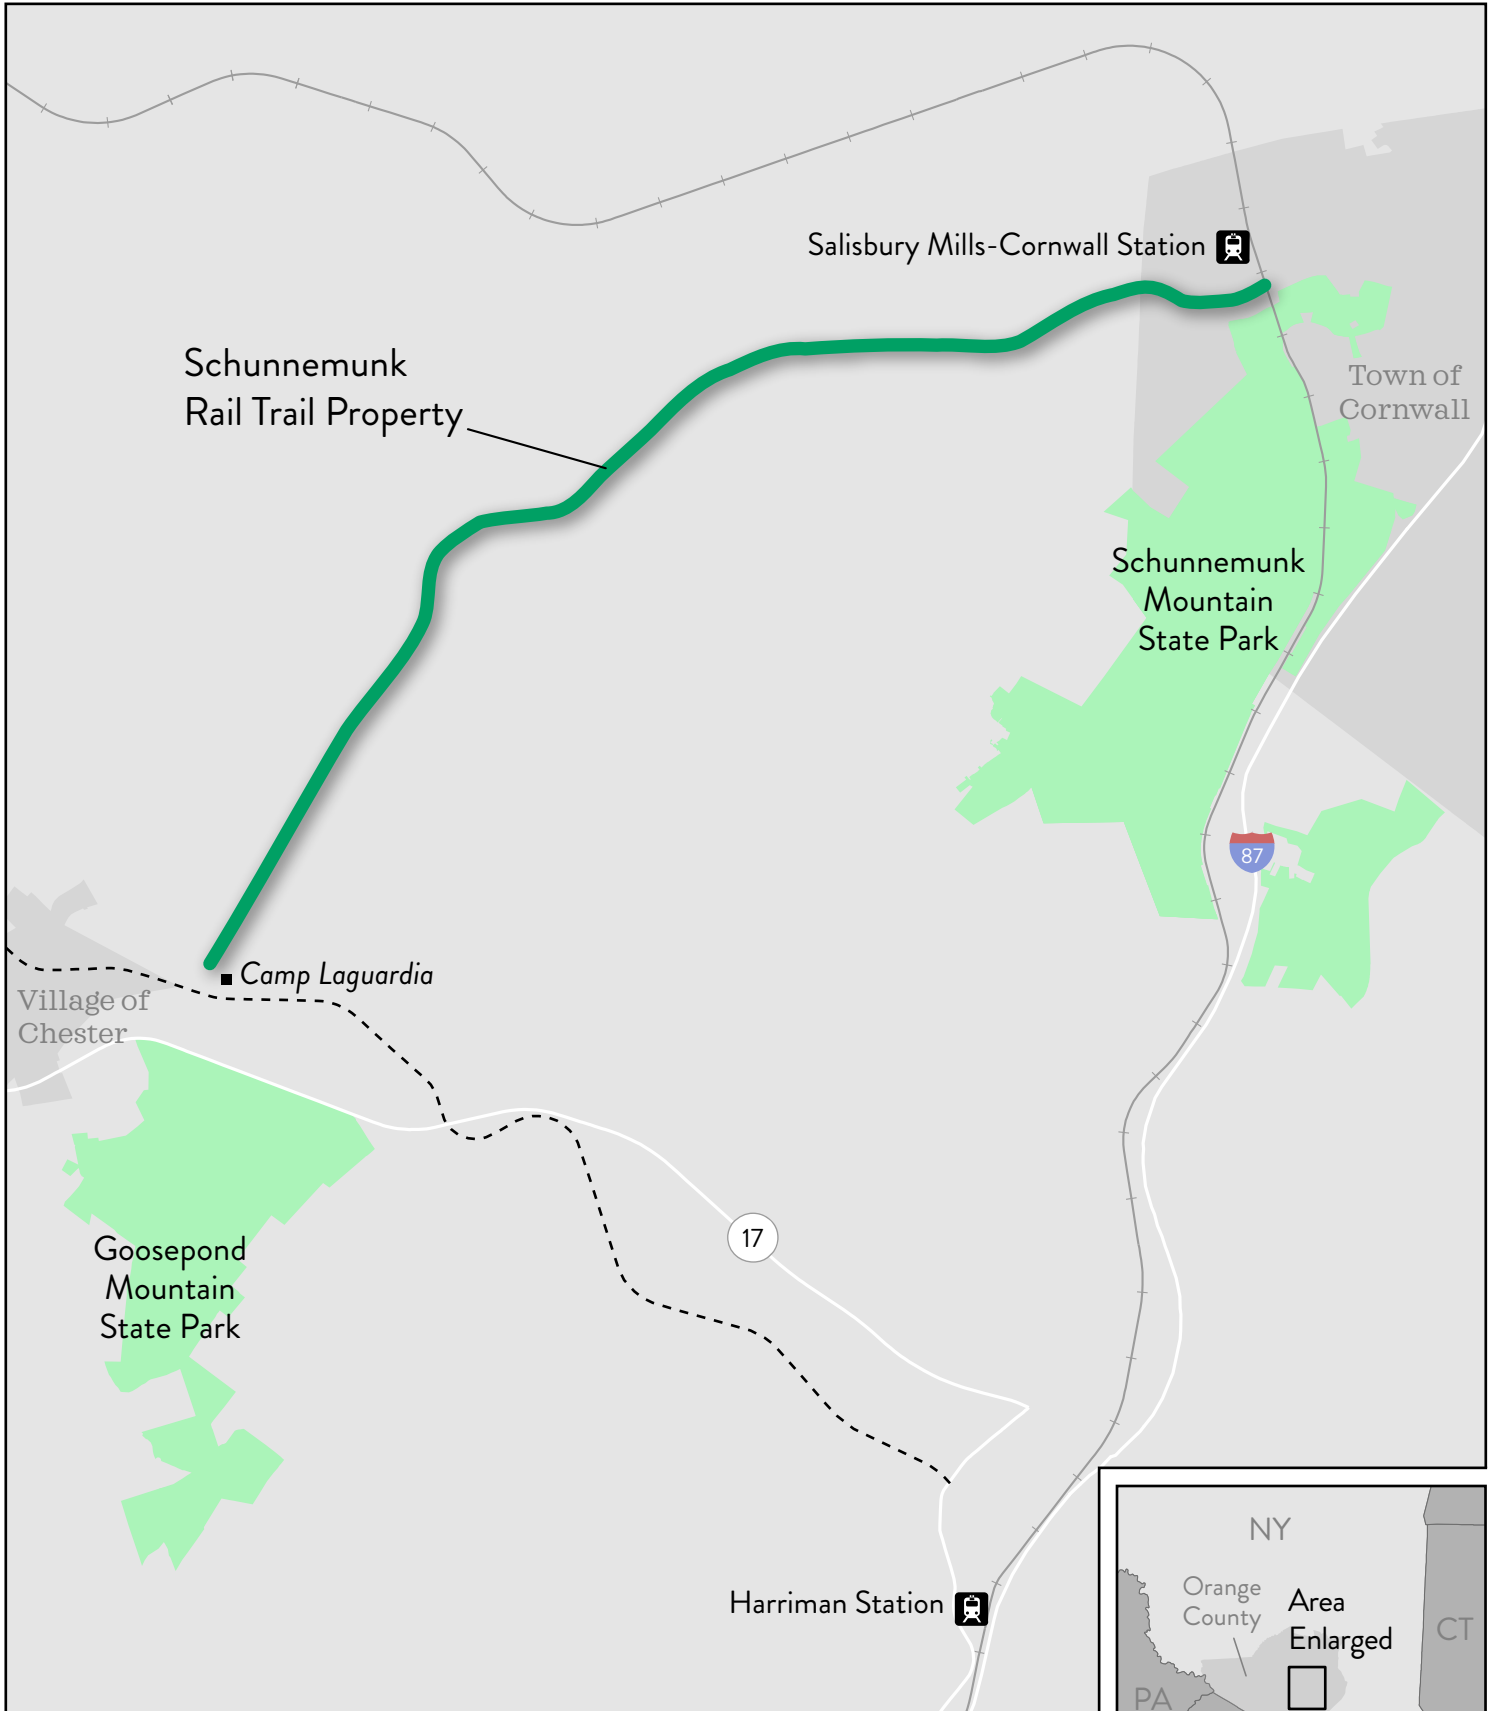 Salisbury Mills-Cornwall Station
Schunnemunk
Rail Trail Property
Town of
Cornwall
Schunnemunk
Mountain
State Park
87
Camp Laguardia
Village of
Chester
17
Goosepond
Mountain
State Park
Harriman Station
NY
Orange
County
Area
Enlarged
CT
PA